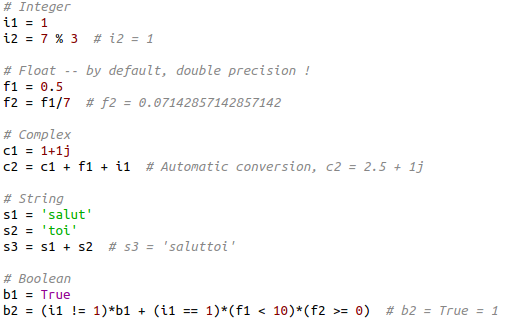 # Integer
i1 = 1
i2 = 7 % 3  # i2 = 1
# Float -- by default, double precision !
f1 = 0.5
f2 = f1/7  # f2 = 0.07142857142857142
# Complex
c1 = 1+1j
c2 = c1 + f1 + i1  # Automatic conversion, c2 = 2.5 + 1j
# String
s1 = 'salut'
s2 = 'toi'
s3 = s1 + s2  # s3 = 'saluttoi'
# Boolean
b1 = True
b2 = (i1 != 1)*b1 + (i1 == 1)*(f1 < 10)*(f2 >= 0)  # b2 = True = 1